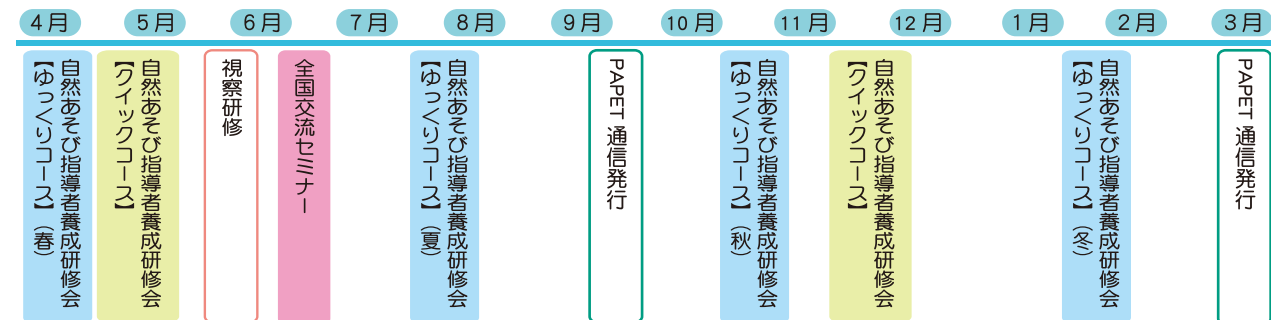 4月
5月
6月
7月
8月
9月
10月
11月
12月
1月
2月
3月
自然あそび指導者養成研修会
【ゆっくりコース】（春）
自然あそび指導者養成研修会
【クイックコース】
視察研修
全国交流セミナー
自然あそび指導者養成研修会
【ゆっくりコース】（夏）
PAPET 通信発行
自然あそび指導者養成研修会
【ゆっくりコース】（秋）
自然あそび指導者養成研修会
【クイックコース】
自然あそび指導者養成研修会
【ゆっくりコース】（冬）
PAPET 通信発行